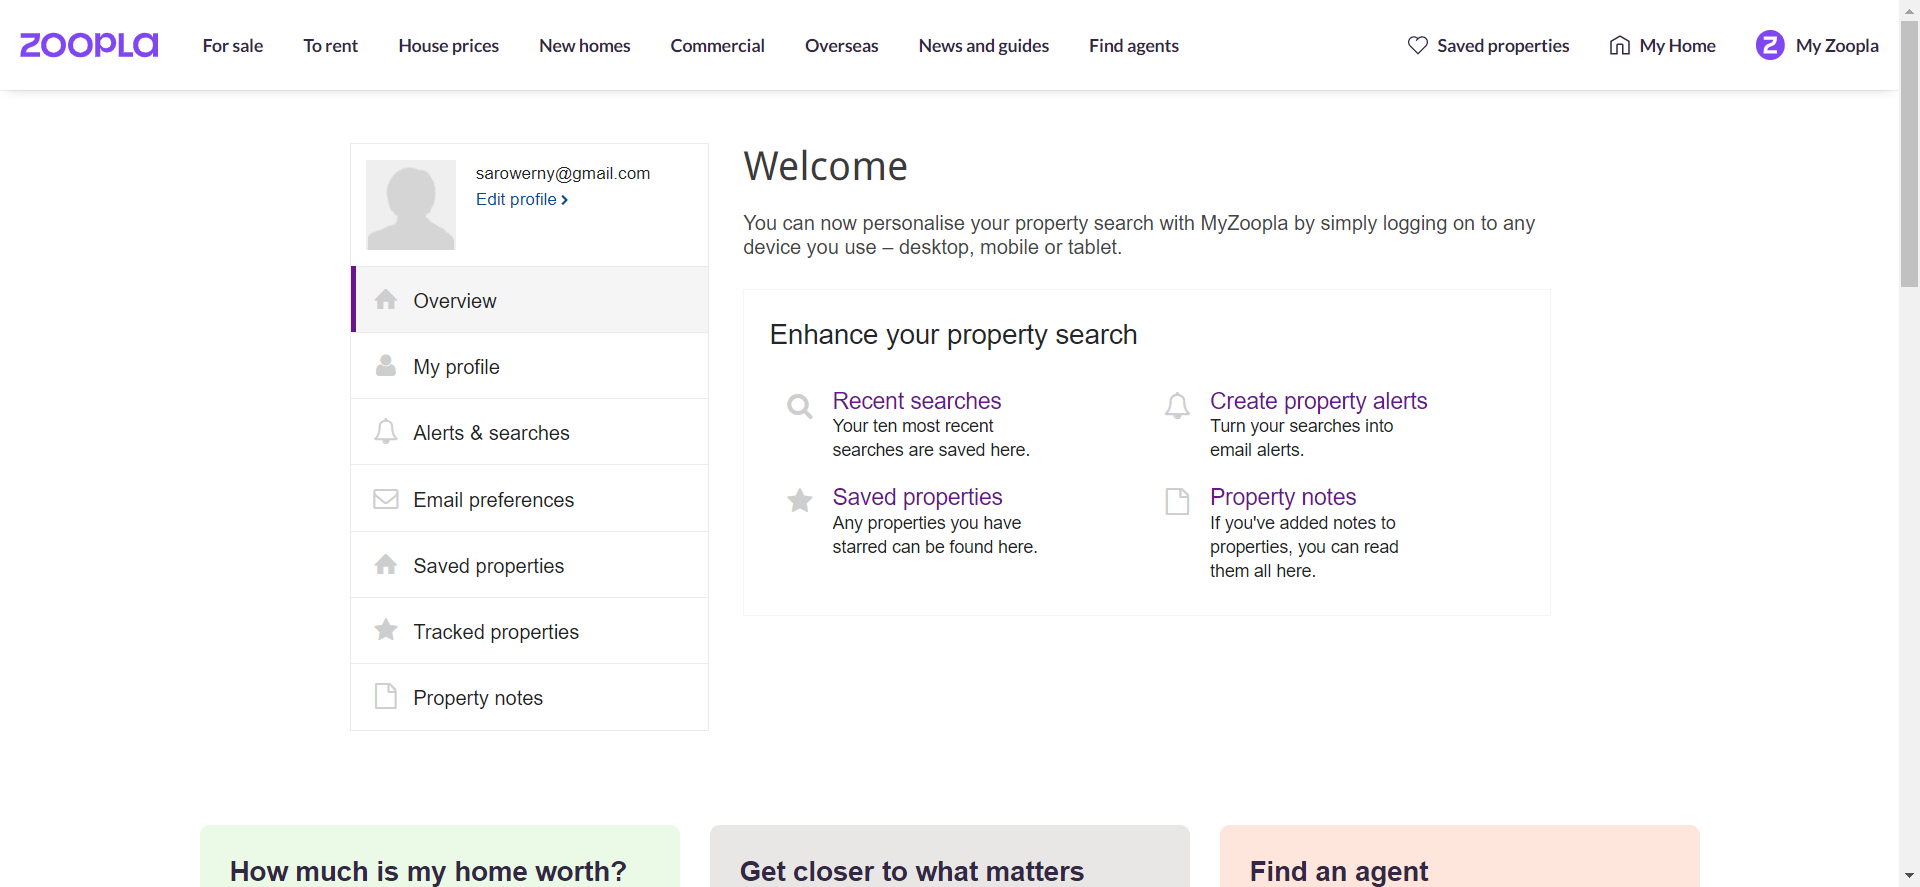 zoopla
For sale
To rent
House prices
New homes
Commercial
Overseas
News and guides
Find agents
Saved properties
My Home
My Zoopla
sarowerny@gmail.com
Edit profile
Overview
My profile
Alerts & searches
Email preferences
Saved properties
Tracked properties
Property notes
Welcome
You can now personalise your property search with MyZoopla by simply logging on to any
device you use – desktop, mobile or tablet.
Enhance your property search
Recent searches
Your ten most recent
searches are saved here.
Create property alerts
Turn your searches into
email alerts.
Saved properties
Any properties you have
starred can be found here.
Property notes
If you've added notes to
properties, you can read
them all here.
How much is my home worth?
Get closer to what matters
Find an agent